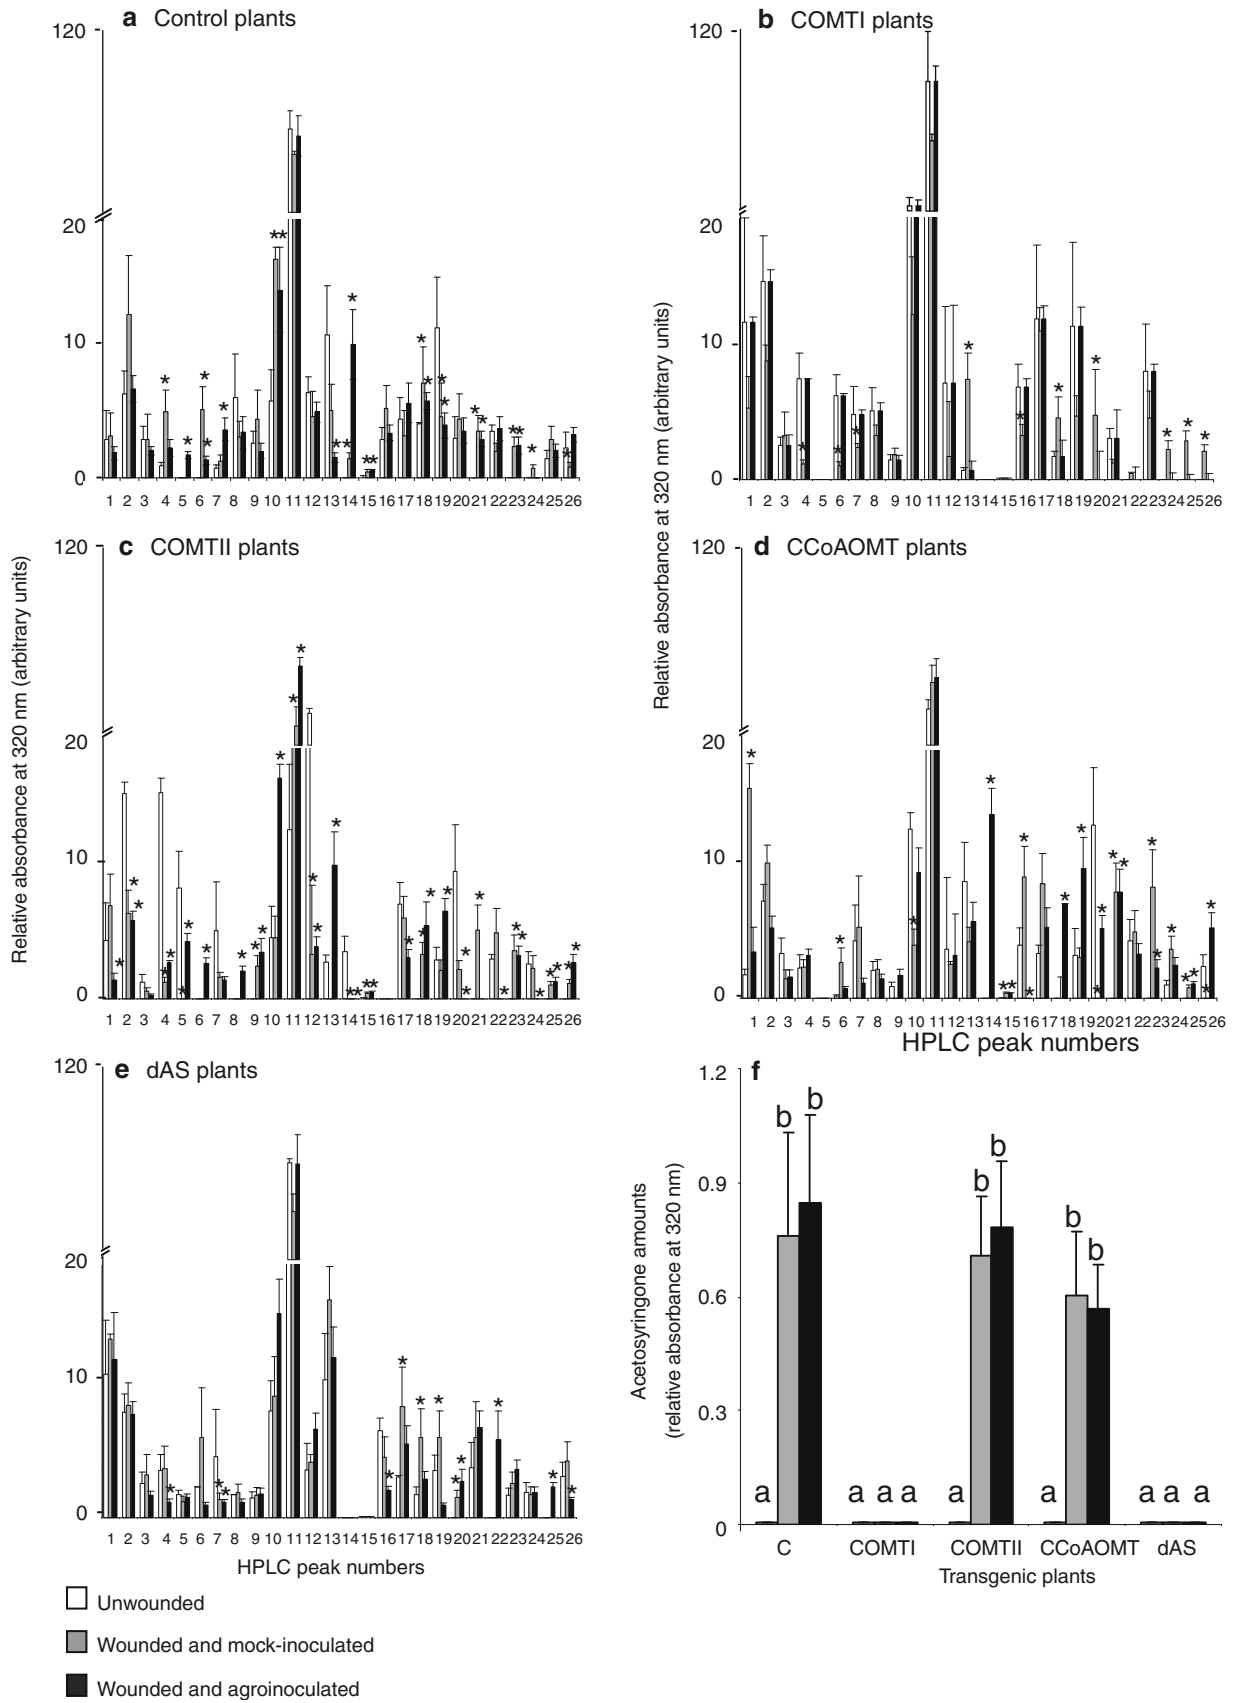 a Control plants
120
20
10
0
* ** * * * * * ** * ** * * * * * * ** * *
1 2 3 4 5 6 7 8 9 10 11 12 13 14 15 16 17 18 19 20 21 22 23 24 26
b COMTI plants
120
20
10
0
* * * * * * * * * *
1 2 3 4 5 6 7 8 9 10 11 12 13 14 15 16 17 18 19 20 21 22 23 24 25 26
c COMTII plants
120
20
10
0
1 2 3 4 5 6 7 8 9 10 11 12 13 14 15 16 17 18 19 20 21 22 23 24 25 26
d CCoAOMT plants
120
20
10
0
1 2 3 4 5 6 7 8 9 10 11 12 13 14 15 16 17 18 19 20 21 22 23 24 25 26
HPLC peak numbers
Relative absorbance at 320 nm (arbitrary units)
Relative absorbance at 320 nm (arbitrary units)
e dAS plants
120
20
10
0
1 2 3 4 5 6 7 8 9 10 11 12 13 14 15 16 17 18 19 20 21 22 23 24 25 26
HPLC peak numbers
f
Acetosyringone amounts
(relative absorbance at 320 nm)
1.2
0.9
0.6
0.3
0
a b b a a a a b b a b b a a a
C COMTI COMTII CCoAOMT dAS
Transgenic plants
Unwounded
Wounded and mock-inoculated
Wounded and agroinoculated